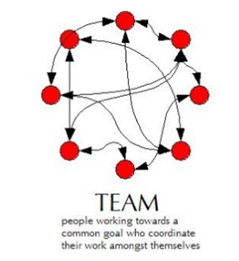 TEAM
people working towards a
common goal who coordinate
their work amongst themselves